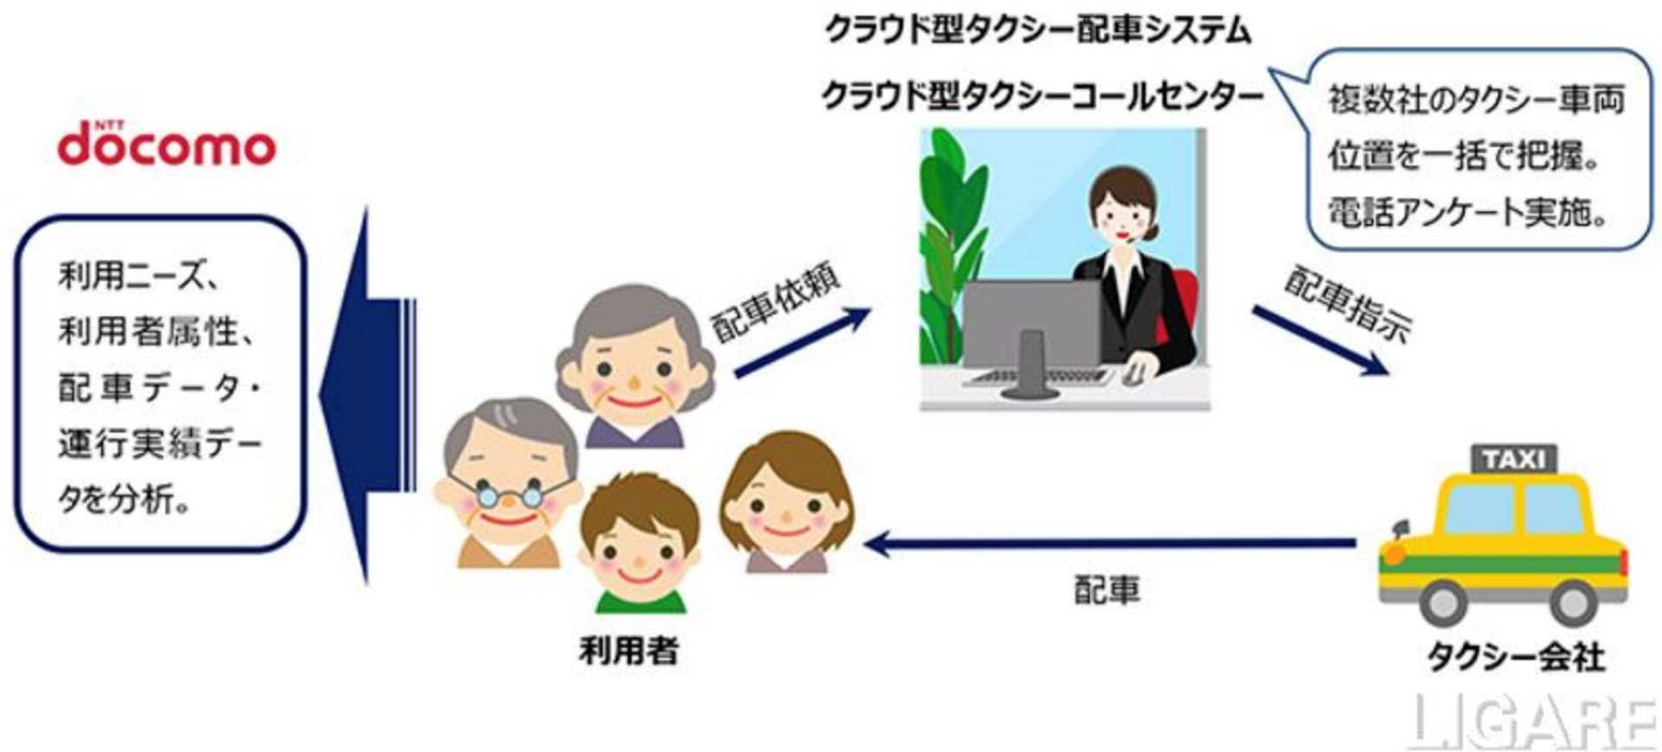 クラウド型タクシー配車システム
クラウド型タクシーコールセンター
複数社のタクシー車両
位置を一括で把握。
電話アンケート実施。
NTT
docomo
利用ニーズ、
利用者属性、
配車データ・
運行実績デー
タを分析。
配車依頼
配車指示
TAXI
配車
利用者
タクシー会社
LIGARE